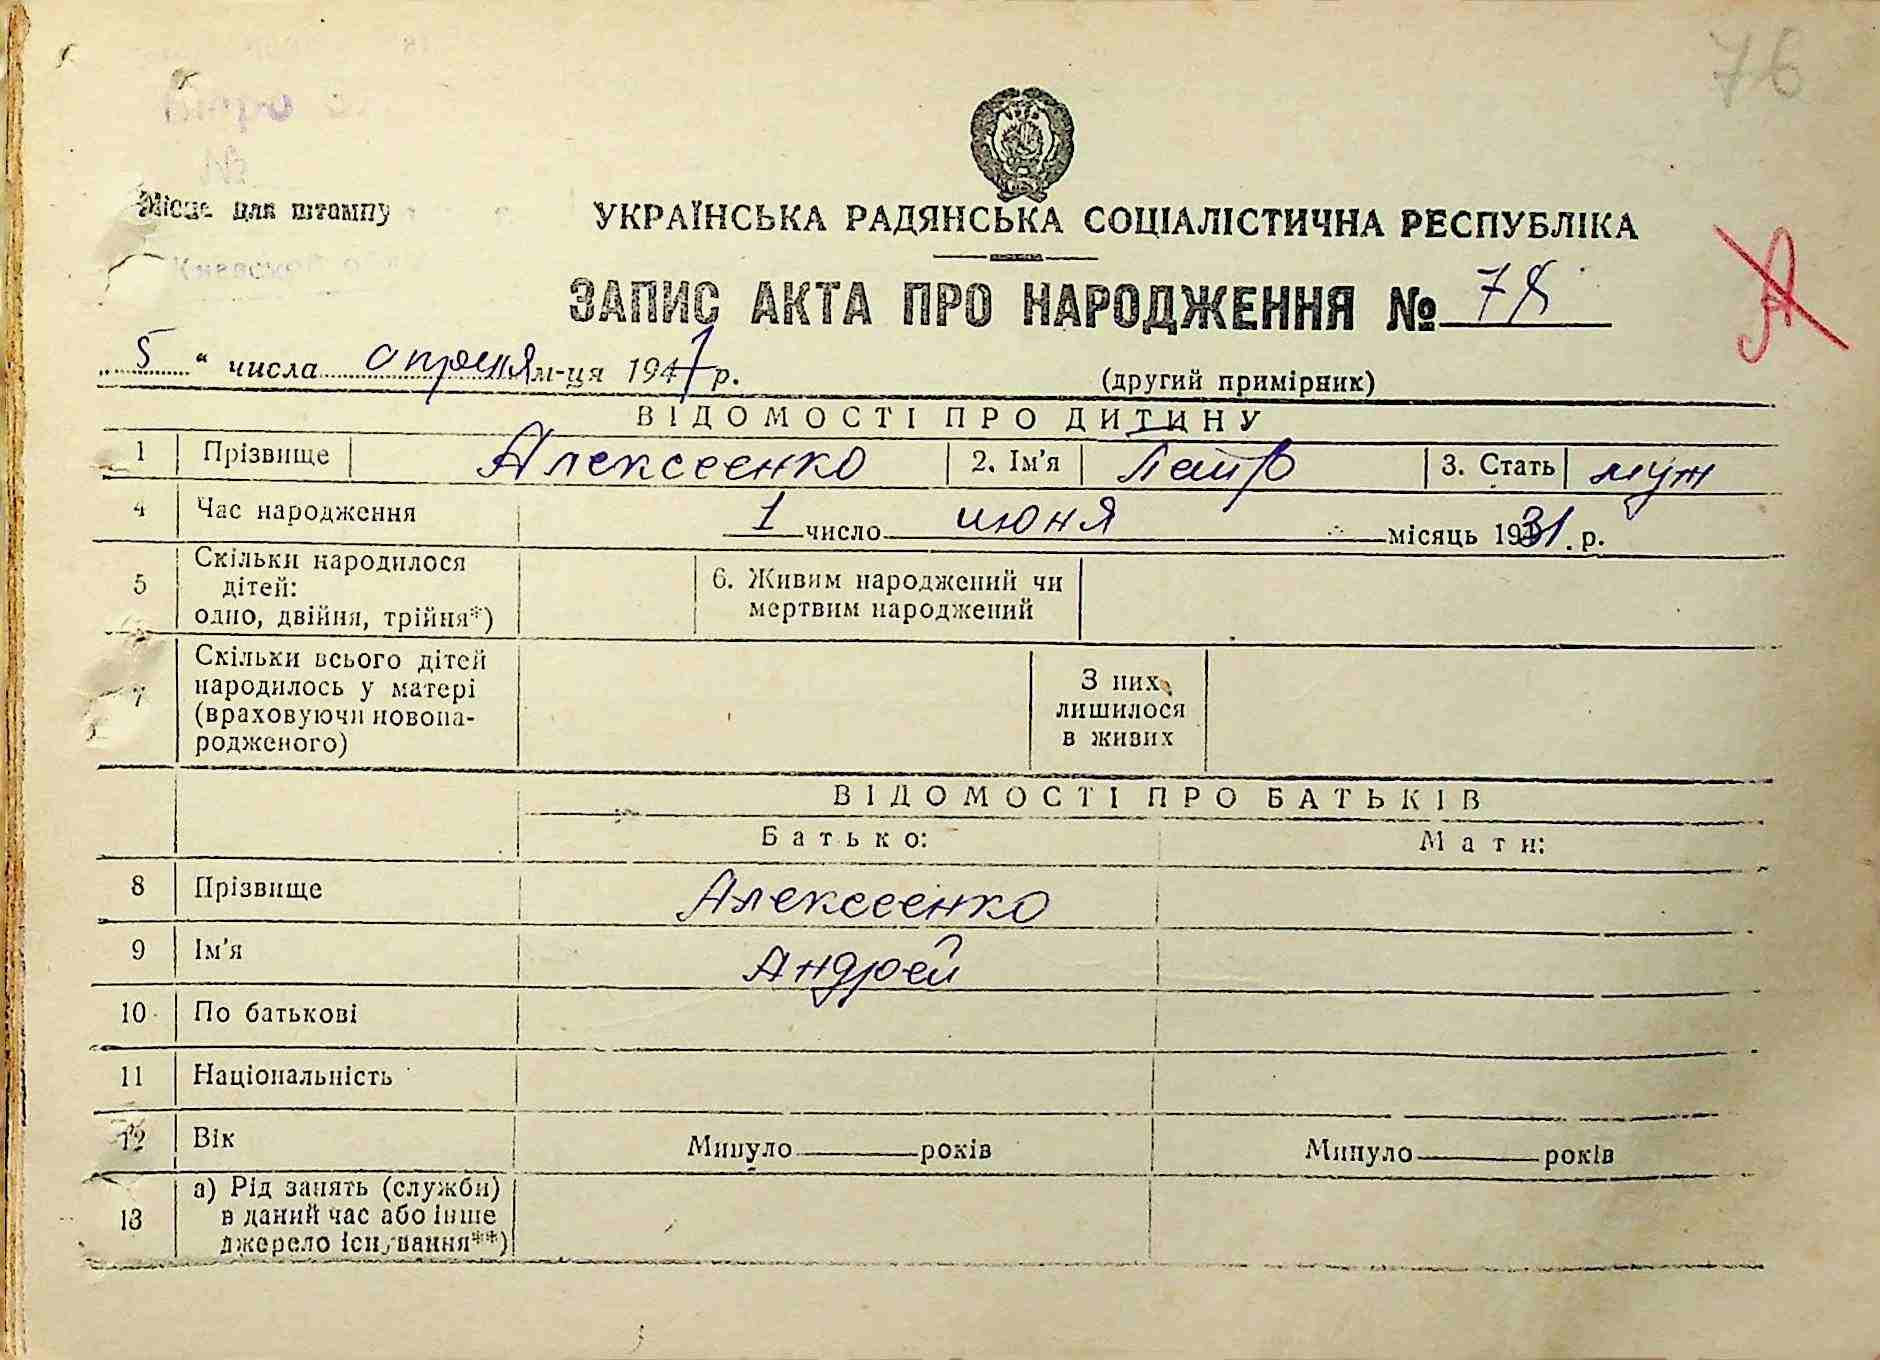 76
Місце для штампу
УКРАЇНСЬКА РАДЯНСЬКА СОЦІАЛІСТИЧНА РЕСПУБЛІКА
ЗАПИС АКТА ПРО НАРОДЖЕННЯ № 78
„ 5 “ числа апреля м-ця 1947 р.
(другий примірник)
ВІДОМОСТІ ПРО ДИТИНУ
1 Прізвище Алексеенко 2. Ім'я Петр 3. Стать муж
4 Час народження 1 число июня місяць 1931. р.
5 Скільки народилося
дітей:
одно, двійня, трійня*)
6. Живим народжений чи
мертвим народжений
7 Скільки всього дітей
народилось у матері
(враховуючи новона-
родженого)
З них
лишилося
в живих
ВІДОМОСТІ ПРО БАТЬКІВ
Батько: Мати:
8 Прізвище Алексеенко
9 Ім'я Андрей
10 По батькові
11 Національність
12 Вік Минуло років Минуло років
13 а) Рід занять (служби)
в даний час або інше
джерело існування**)